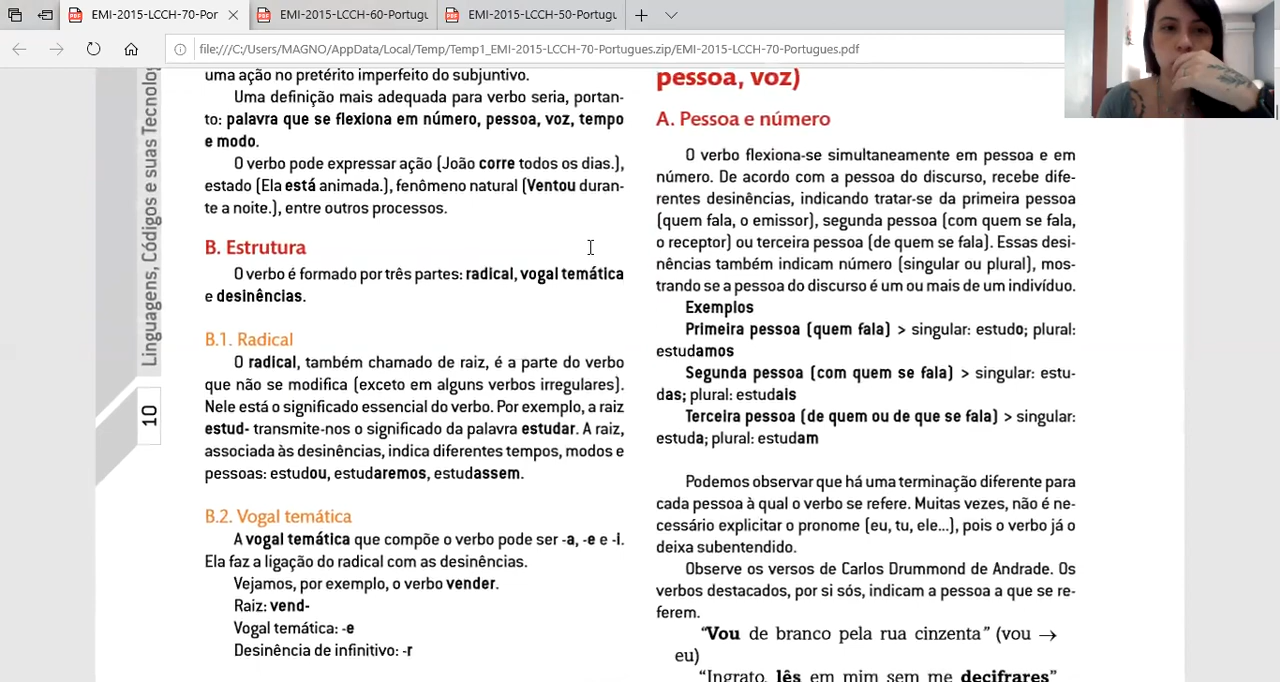 EMI-2015-LCCH-70-Por
EMI-2015-LCCH-60-Portugu
EMI-2015-LCCH-50-Portugu
file:///C:/Users/MAGNO/AppData/Local/Temp/Temp1_EMI-2015-LCCH-70-Portugues.zip/EMI-2015-LCCH-70-Portugues.pdf
Linguagens, Códigos e suas Tecnolog
10
uma ação no pretérito imperfeito do subjuntivo.
Uma definição mais adequada para verbo seria, portan-
to: palavra que se flexiona em número, pessoa, voz, tempo
e modo.
O verbo pode expressar ação (João corre todos os dias.),
estado (Ela está animada.), fenômeno natural (Ventou duran-
te a noite.), entre outros processos.
B. Estrutura
O verbo é formado por três partes: radical, vogal temática
e desinências.
B.1. Radical
O radical, também chamado de raiz, é a parte do verbo
que não se modifica (exceto em alguns verbos irregulares).
Nele está o significado essencial do verbo. Por exemplo, a raiz
estud- transmite-nos o significado da palavra estudar. A raiz,
associada às desinências, indica diferentes tempos, modos e
pessoas: estudou, estudaremos, estudassem.
B.2. Vogal temática
A vogal temática que compõe o verbo pode ser -a, -e e -i.
Ela faz a ligação do radical com as desinências.
Vejamos, por exemplo, o verbo vender.
Raiz: vend-
Vogal temática: -e
Desinência de infinitivo: -r
pessoa, voz)
A. Pessoa e número
O verbo flexiona-se simultaneamente em pessoa e em
número. De acordo com a pessoa do discurso, recebe dife-
rentes desinências, indicando tratar-se da primeira pessoa
(quem fala, o emissor), segunda pessoa (com quem se fala,
o receptor) ou terceira pessoa (de quem se fala). Essas desi-
nências também indicam número (singular ou plural), mos-
trando se a pessoa do discurso é um ou mais de um indivíduo.
Exemplos
Primeira pessoa (quem fala) > singular: estudo; plural:
estudamos
Segunda pessoa (com quem se fala) > singular: estu-
das; plural: estudais
Terceira pessoa (de quem ou de que se fala) > singular:
estuda; plural: estudam
Podemos observar que há uma terminação diferente para
cada pessoa à qual o verbo se refere. Muitas vezes, não é ne-
cessário explicitar o pronome (eu, tu, ele...), pois o verbo já o
deixa subentendido.
Observe os versos de Carlos Drummond de Andrade. Os
verbos destacados, por si sós, indicam a pessoa a que se re-
ferem.
“Vou de branco pela rua cinzenta” (vou →
eu)
“Ingrato, lês em mim sem me decifrares”